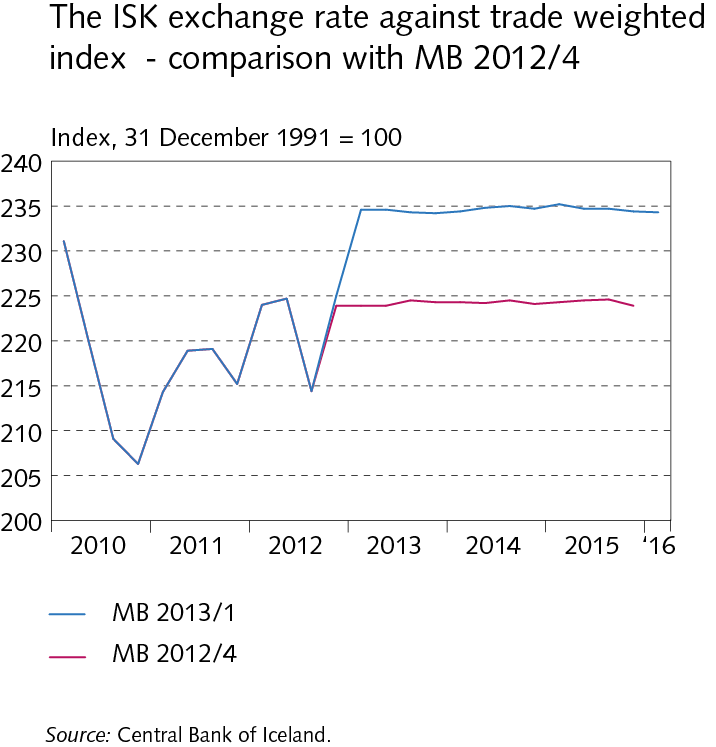 The ISK exchange rate against trade weighted
index - comparison with MB 2012/4
Index, 31 December 1991 = 100
240
235
230
225
220
215
210
205
200
2010 2011 2012 2013 2014 2015 '16
MB 2013/1
MB 2012/4
Source: Central Bank of Iceland.